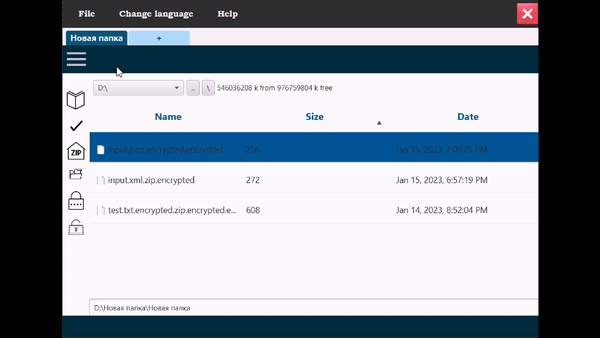 File Change language Help
Новая папка +
D:\ .. \ 546036208 k from 976759804 k free
Name Size Date
input.json.encrypted.encrypted 256 Jan 15, 2023, 7:08:25 PM
ZIP
input.xml.zip.encrypted 272 Jan 15, 2023, 6:57:19 PM
test.txt.encrypted.zip.encrypted.e... 608 Jan 14, 2023, 8:52:04 PM
D:\Новая папка\Новая папка